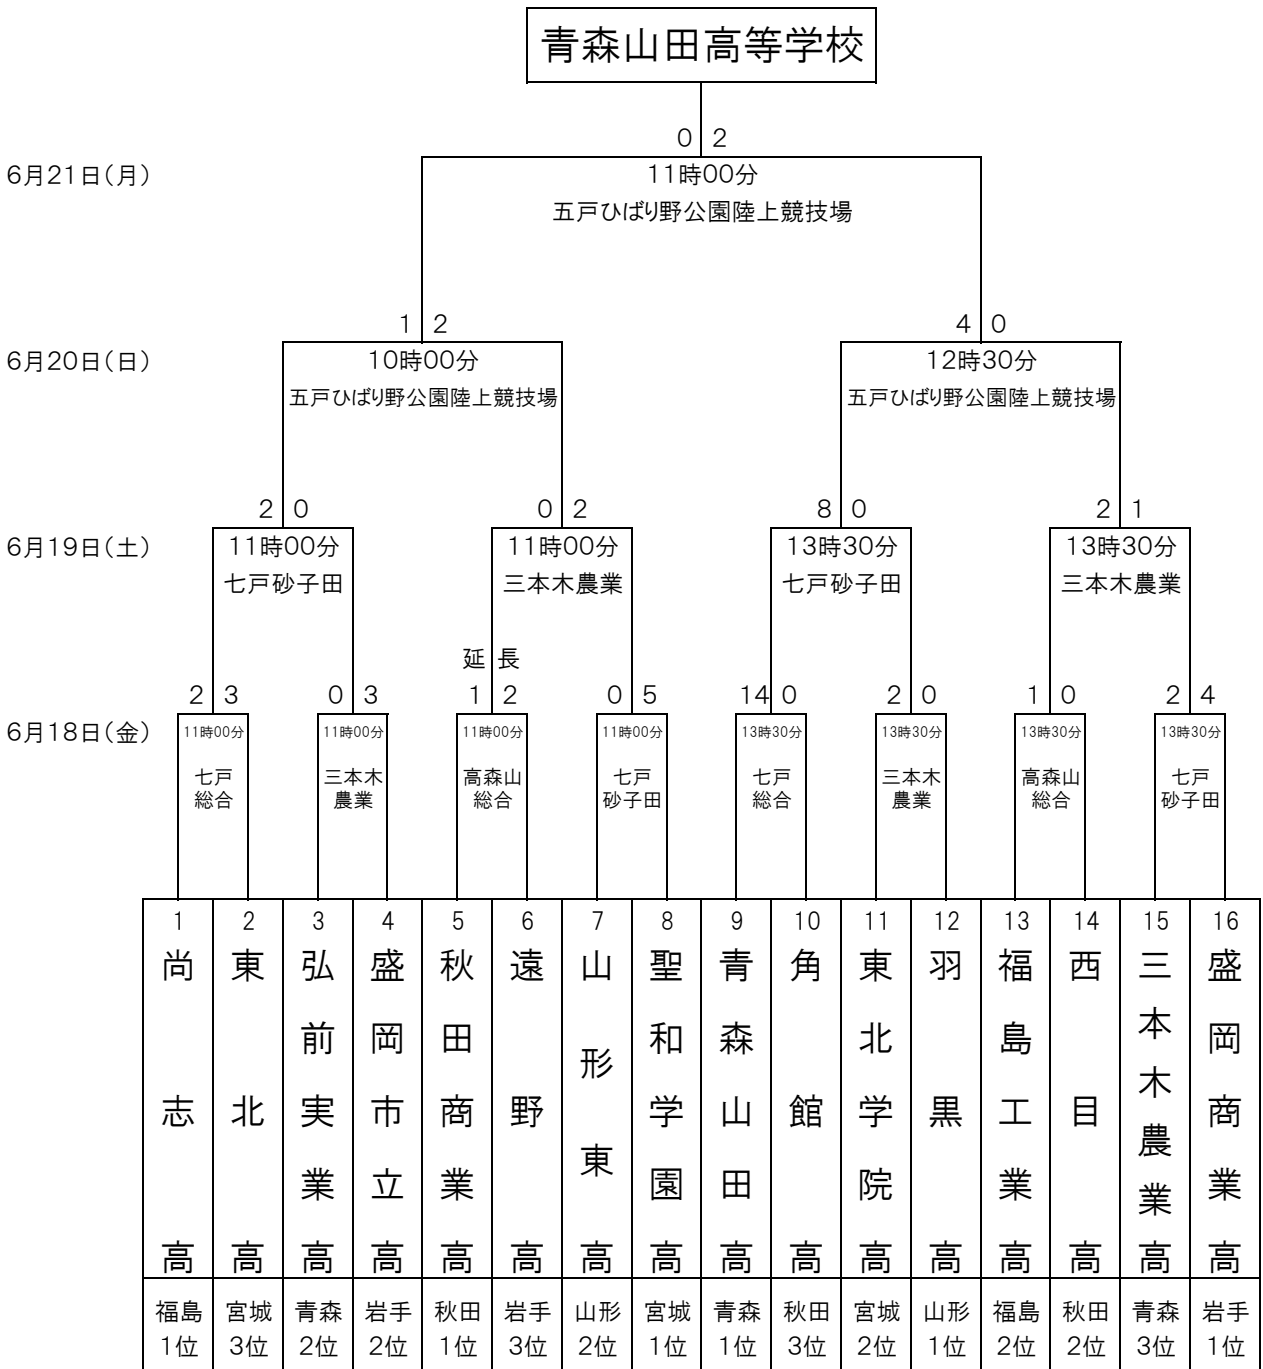 青森山田高等学校
0 2
6月21日(月)
11時00分
五戸ひばり野公園陸上競技場
1 2
4 0
6月20日(日)
10時00分
12時30分
五戸ひばり野公園陸上競技場
五戸ひばり野公園陸上競技場
2 0
0 2
8 0
2 1
6月19日(土)
11時00分
11時00分
13時30分
13時30分
七戸砂子田
三本木農業
七戸砂子田
三本木農業
延長
2 3
0 3
1 2
0 5
14 0
2 0
1 0
2 4
6月18日(金)
11時00分
11時00分
11時00分
11時00分
13時30分
13時30分
13時30分
13時30分
七戸
総合
三本木
農業
高森山
総合
七戸
砂子田
七戸
総合
三本木
農業
高森山
総合
七戸
砂子田
1
尚志高
福島
1位
2
東北高
宮城
3位
3
弘前実業高
青森
2位
4
盛岡市立高
岩手
2位
5
秋田商業高
秋田
1位
6
遠野高
岩手
3位
7
山形東高
山形
2位
8
聖和学園高
宮城
1位
9
青森山田高
青森
1位
10
角館高
秋田
3位
11
東北学院高
宮城
2位
12
羽黒高
山形
1位
13
福島工業高
福島
2位
14
西目高
秋田
2位
15
三本木農業高
青森
3位
16
盛岡商業高
岩手
1位